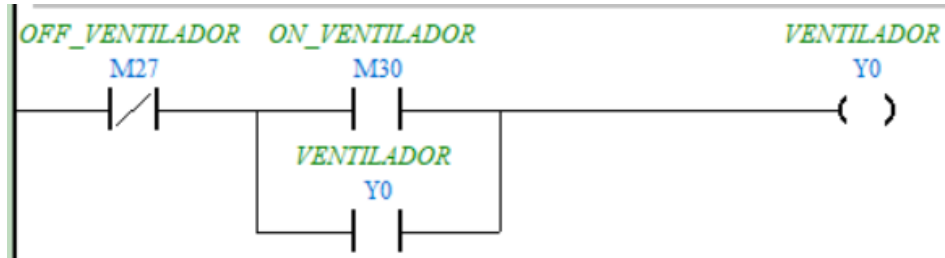 OFF_VENTILADOR ON_VENTILADOR VENTILADOR
M27 M30 Y0
VENTILADOR
Y0